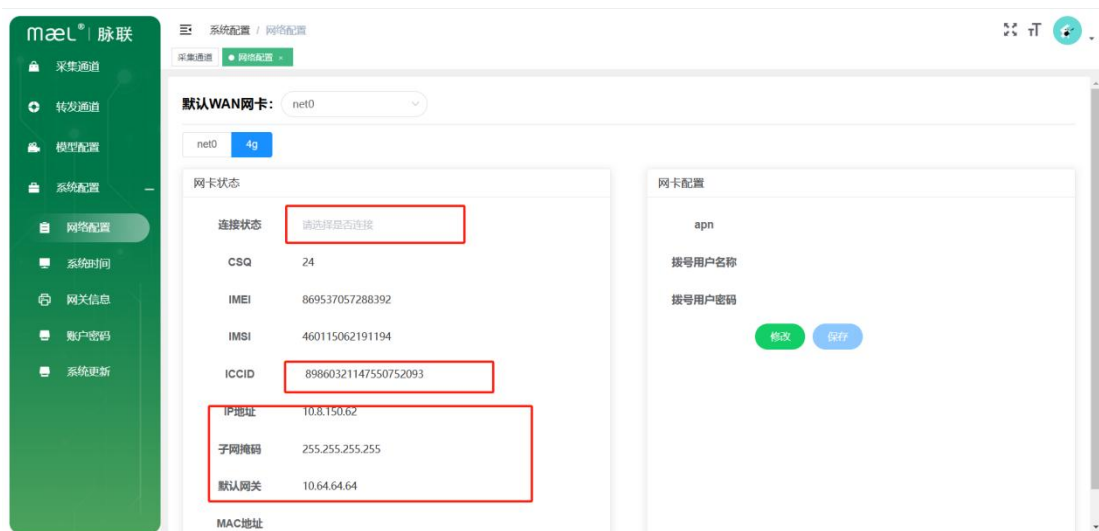 mæL® 脉联
采集通道
转发通道
模型配置
系统配置
网络配置
系统时间
网关信息
账户密码
系统更新
系统配置 / 网络配置
采集通道
网络配置 ×
默认WAN网卡: net0
net0 4g
网卡状态
连接状态 请选择是否连接
CSQ 24
IMEI 869537057288392
IMSI 460115062191194
ICCID 89860321147550752093
IP地址 10.8.150.62
子网掩码 255.255.255.255
默认网关 10.64.64.64
MAC地址
网卡配置
apn
拨号用户名称
拨号用户密码
修改 保存